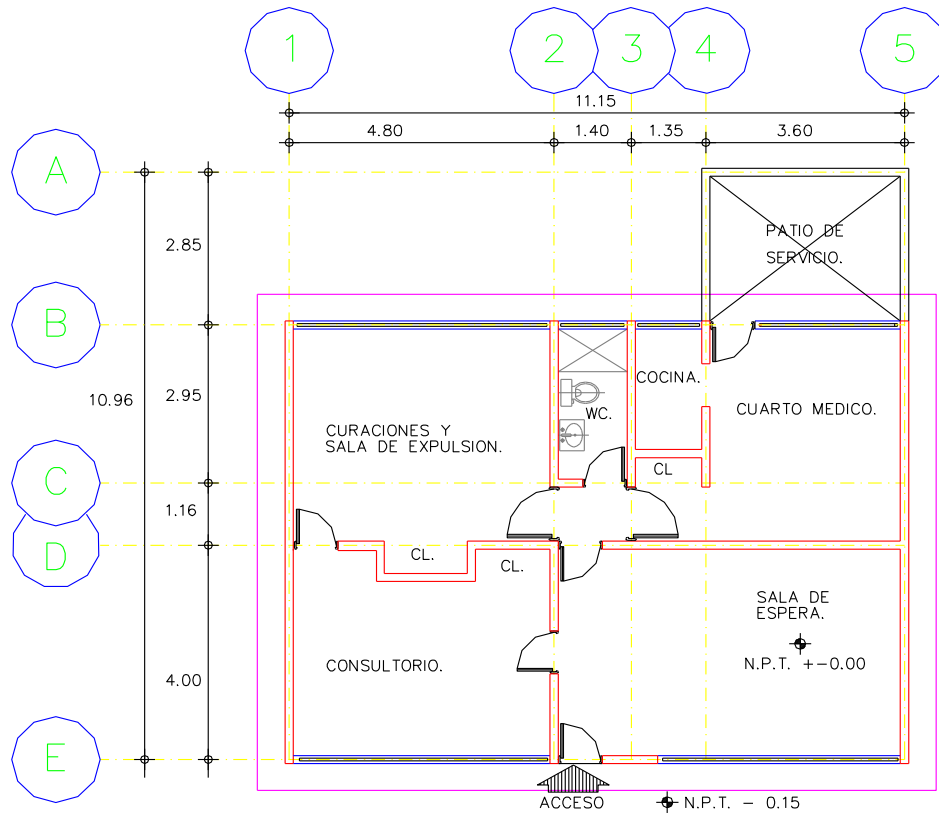 1
2
3
4
5
11.15
4.80
1.40
1.35
3.60
A
2.85
PATIO DE
SERVICIO.
B
10.96
2.95
COCINA.
WC.
CUARTO MEDICO.
CURACIONES Y
SALA DE EXPULSION.
C
CL
1.16
D
CL.
CL.
SALA DE
ESPERA.
N.P.T. +-0.00
CONSULTORIO.
4.00
E
ACCESO
N.P.T. - 0.15